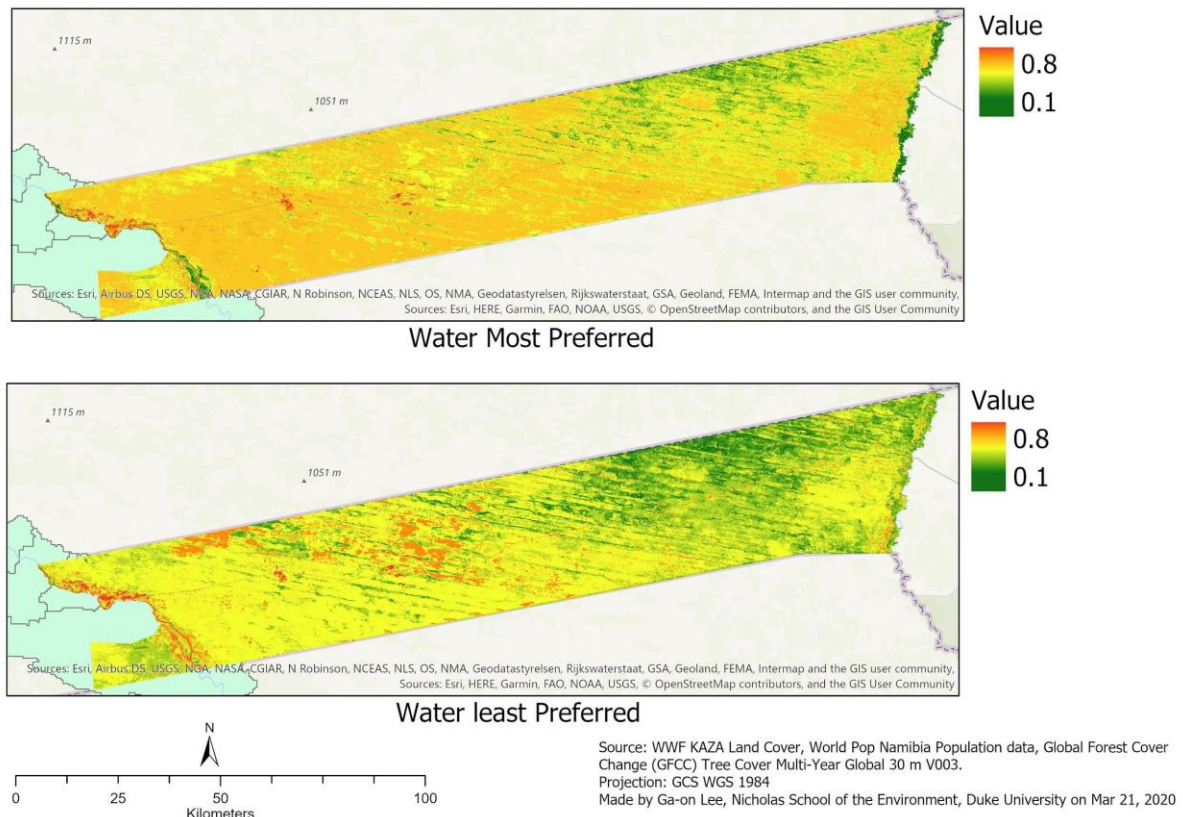 1115 m
1051 m
Value
0.8
0.1
Sources: Esri, Airbus DS, USGS, NGA, NASA, CGIAR, N Robinson, NCEAS, NLS, OS, NMA, Geodatastyrelsen, Rijkswaterstaat, GSA, Geoland, FEMA, Intermap and the GIS user community,
Sources: Esri, HERE, Garmin, FAO, NOAA, USGS, © OpenStreetMap contributors, and the GIS User Community
Water Most Preferred
1115 m
1051 m
Value
0.8
0.1
Sources: Esri, Airbus DS, USGS, NGA, NASA, CGIAR, N Robinson, NCEAS, NLS, OS, NMA, Geodatastyrelsen, Rijkswaterstaat, GSA, Geoland, FEMA, Intermap and the GIS user community,
Sources: Esri, HERE, Garmin, FAO, NOAA, USGS, © OpenStreetMap contributors, and the GIS User Community
Water least Preferred
N
0 25 50 100
Kilometers
Source: WWF KAZA Land Cover, World Pop Namibia Population data, Global Forest Cover
Change (GFCC) Tree Cover Multi-Year Global 30 m V003.
Projection: GCS WGS 1984
Made by Ga-on Lee, Nicholas School of the Environment, Duke University on Mar 21, 2020